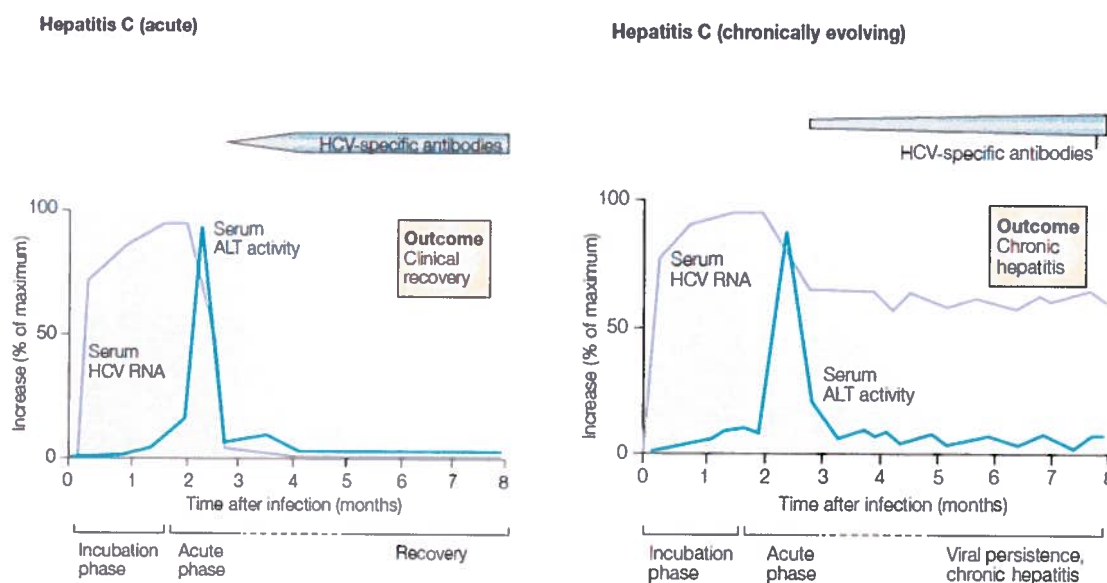 Hepatitis C (acute)
HCV-specific antibodies
Increase (% of maximum)
100
50
0
Serum
ALT activity
Serum
HCV RNA
Outcome
Clinical
recovery
0 1 2 3 4 5 6 7 8
Time after infection (months)
Incubation
phase
Acute
phase
Recovery
Hepatitis C (chronically evolving)
HCV-specific antibodies
Increase (% of maximum)
100
50
0
Serum
HCV RNA
Serum
ALT activity
Outcome
Chronic
hepatitis
0 1 2 3 4 5 6 7 8
Time after infection (months)
Incubation
phase
Acute
phase
Viral persistence,
chronic hepatitis